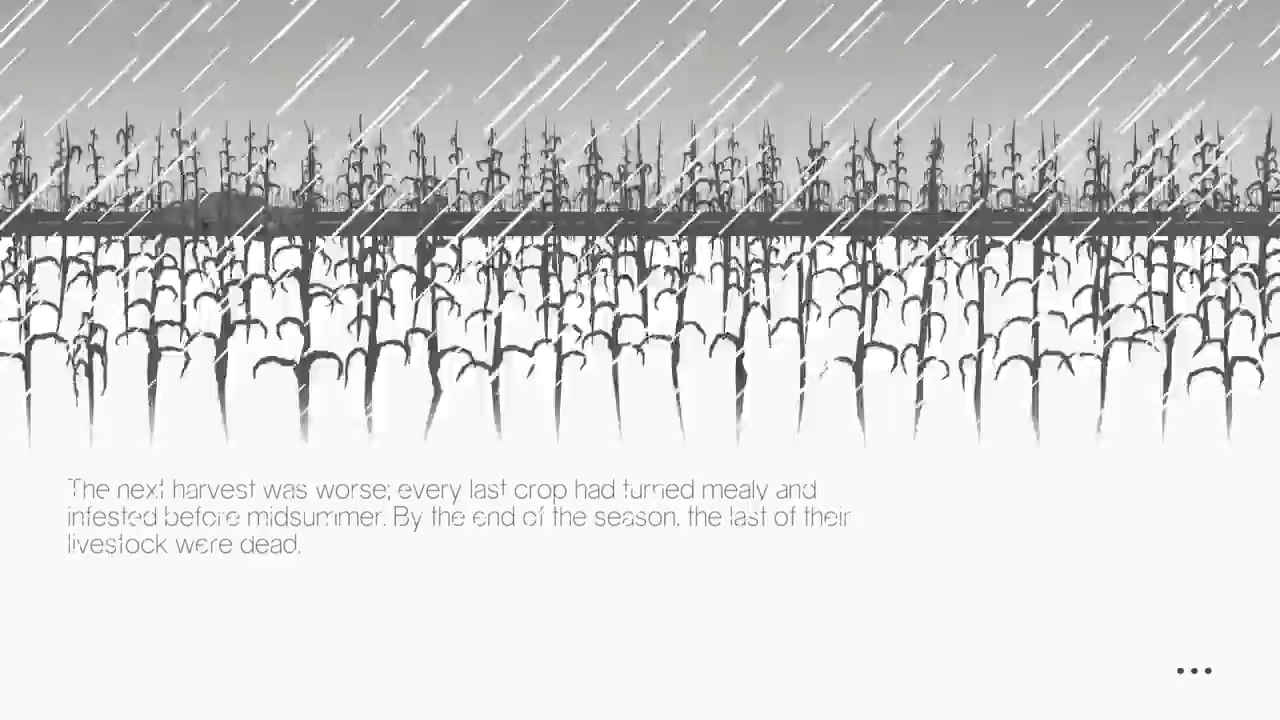 The next harvest was worse; every last crop had turned mealy and
infested before midsummer. By the end of the season, the last of their
livestock were dead.